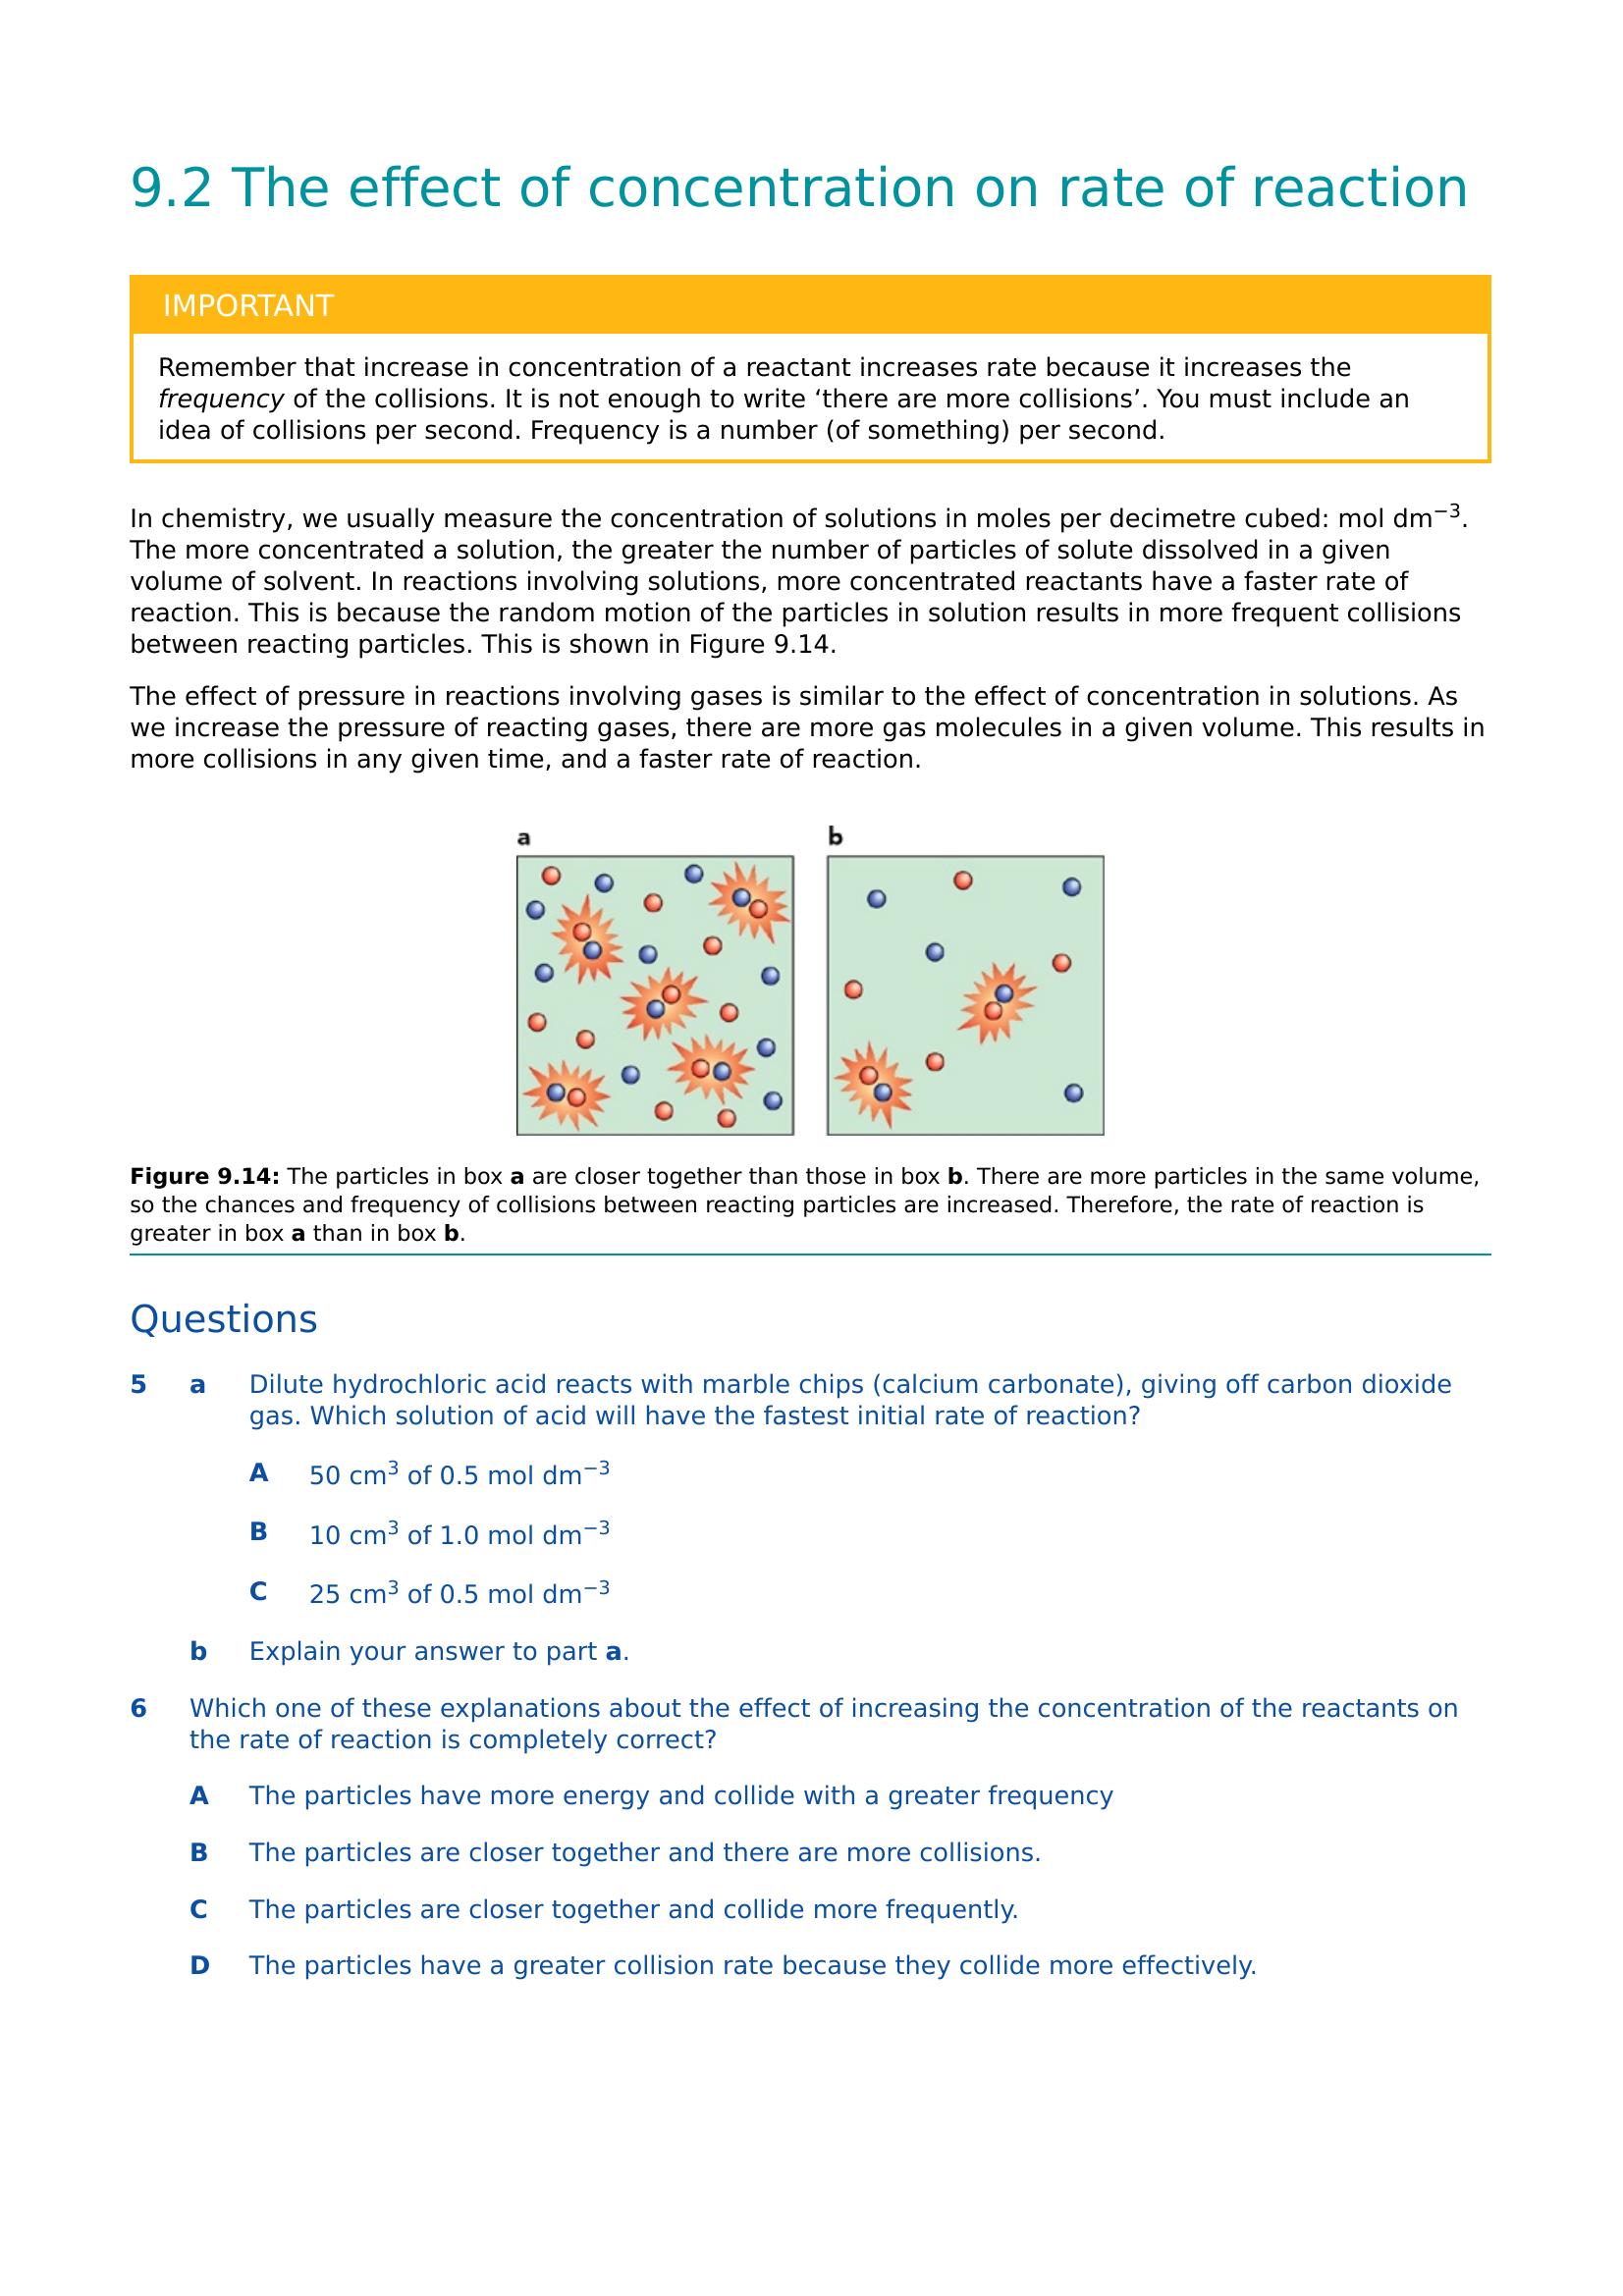 9.2 The effect of concentration on rate of reaction
IMPORTANT
Remember that increase in concentration of a reactant increases rate because it increases the
frequency of the collisions. It is not enough to write ‘there are more collisions’. You must include an
idea of collisions per second. Frequency is a number (of something) per second.
In chemistry, we usually measure the concentration of solutions in moles per decimetre cubed: mol dm⁻³.
The more concentrated a solution, the greater the number of particles of solute dissolved in a given
volume of solvent. In reactions involving solutions, more concentrated reactants have a faster rate of
reaction. This is because the random motion of the particles in solution results in more frequent collisions
between reacting particles. This is shown in Figure 9.14.
The effect of pressure in reactions involving gases is similar to the effect of concentration in solutions. As
we increase the pressure of reacting gases, there are more gas molecules in a given volume. This results in
more collisions in any given time, and a faster rate of reaction.
a b
Figure 9.14: The particles in box a are closer together than those in box b. There are more particles in the same volume,
so the chances and frequency of collisions between reacting particles are increased. Therefore, the rate of reaction is
greater in box a than in box b.
Questions
5 a Dilute hydrochloric acid reacts with marble chips (calcium carbonate), giving off carbon dioxide
gas. Which solution of acid will have the fastest initial rate of reaction?
A 50 cm³ of 0.5 mol dm⁻³
B 10 cm³ of 1.0 mol dm⁻³
C 25 cm³ of 0.5 mol dm⁻³
b Explain your answer to part a.
6 Which one of these explanations about the effect of increasing the concentration of the reactants on
the rate of reaction is completely correct?
A The particles have more energy and collide with a greater frequency
B The particles are closer together and there are more collisions.
C The particles are closer together and collide more frequently.
D The particles have a greater collision rate because they collide more effectively.